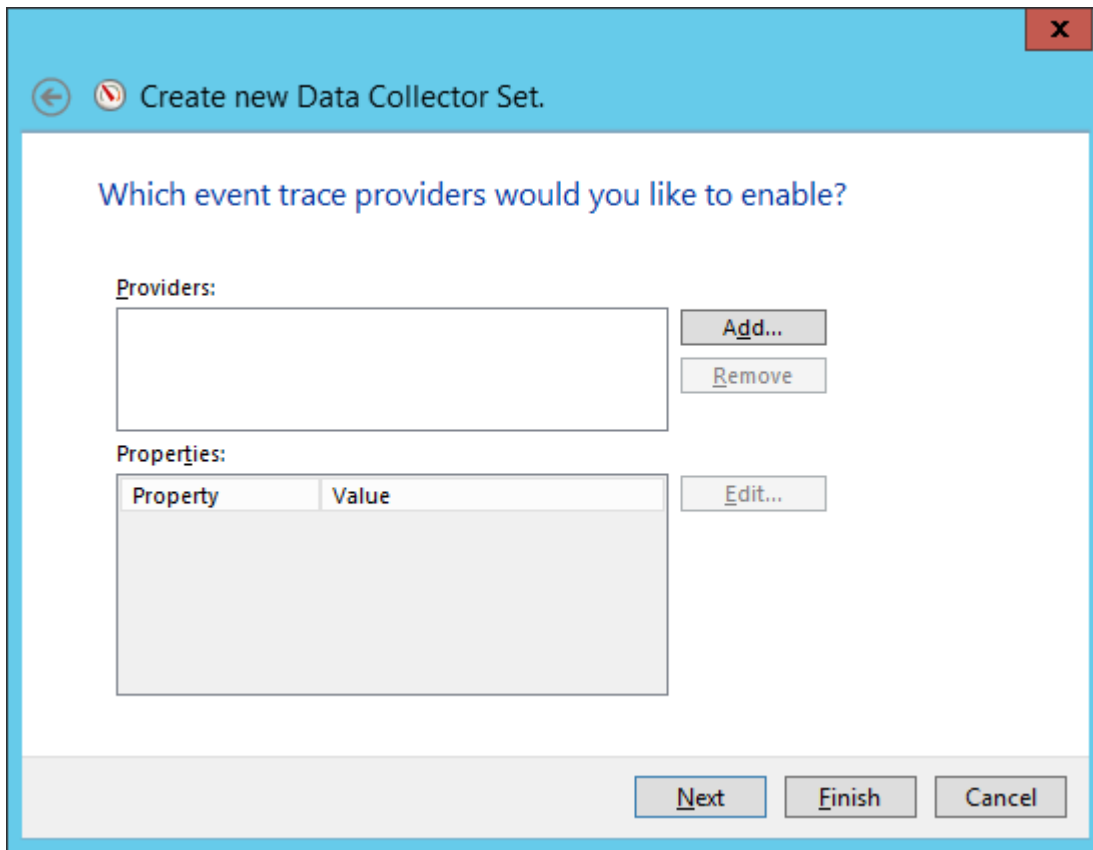 x
Create new Data Collector Set.
Which event trace providers would you like to enable?
Providers:
Add...
Remove
Properties:
Property Value
Edit...
Next Finish Cancel